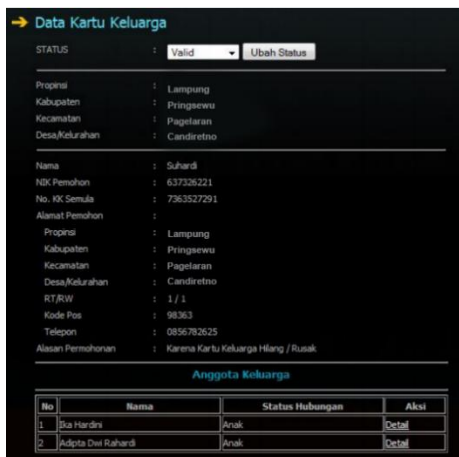 Data Kartu Keluarga
STATUS : Valid Ubah Status
Propinsi : Lampung
Kabupaten : Pringsewu
Kecamatan : Pagelaran
Desa/Kelurahan : Candiretno
Nama : Suhardi
NIK Pemohon : 637326221
No. KK Semula : 7363527291
Alamat Pemohon :
Propinsi : Lampung
Kabupaten : Pringsewu
Kecamatan : Pagelaran
Desa/Kelurahan : Candiretno
RT/RW : 1 / 1
Kode Pos : 98363
Telepon : 0856782625
Alasan Permohonan : Karena Kartu Keluarga Hilang / Rusak
Anggota Keluarga
No Nama Status Hubungan Aksi
1 Ika Hardini Anak Detail
2 Adipta Dwi Rahardi Anak Detail